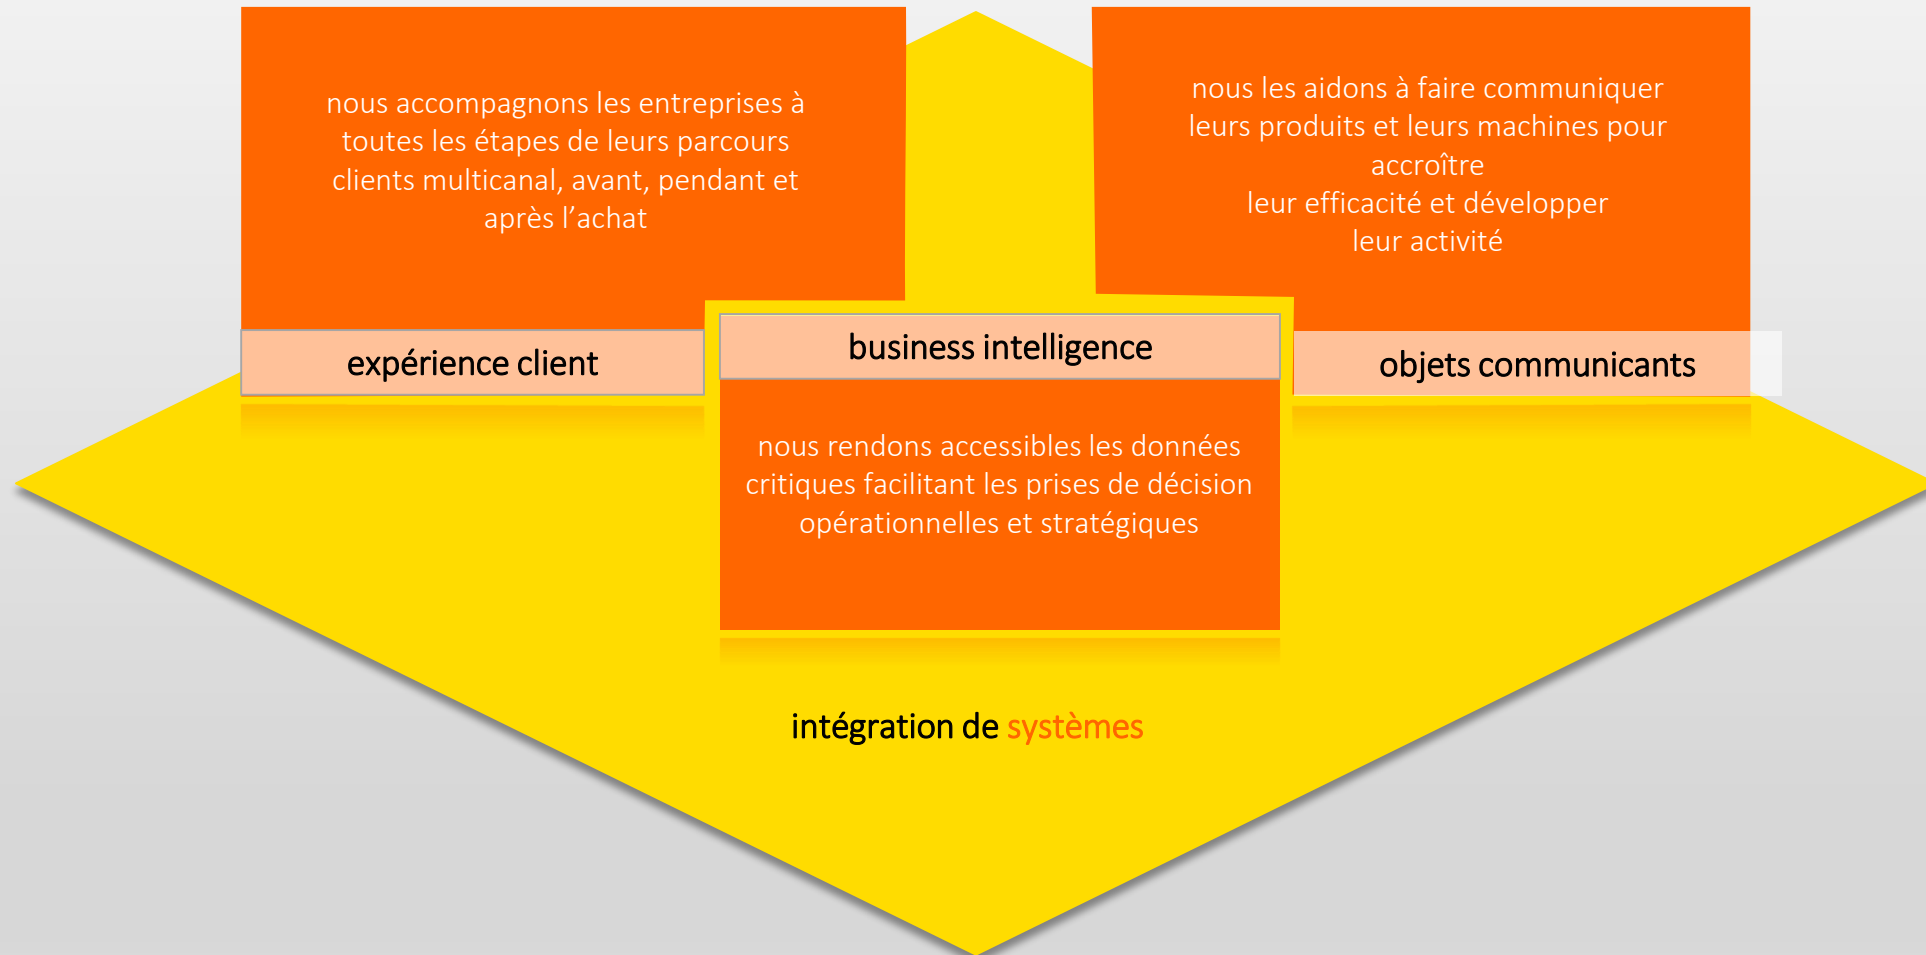 nous accompagnons les entreprises à
toutes les étapes de leurs parcours
clients multicanal, avant, pendant et
après l’achat
expérience client
nous les aidons à faire communiquer
leurs produits et leurs machines pour
accroître
leur efficacité et développer
leur activité
objets communicants
business intelligence
nous rendons accessibles les données
critiques facilitant les prises de décision
opérationnelles et stratégiques
intégration de systèmes